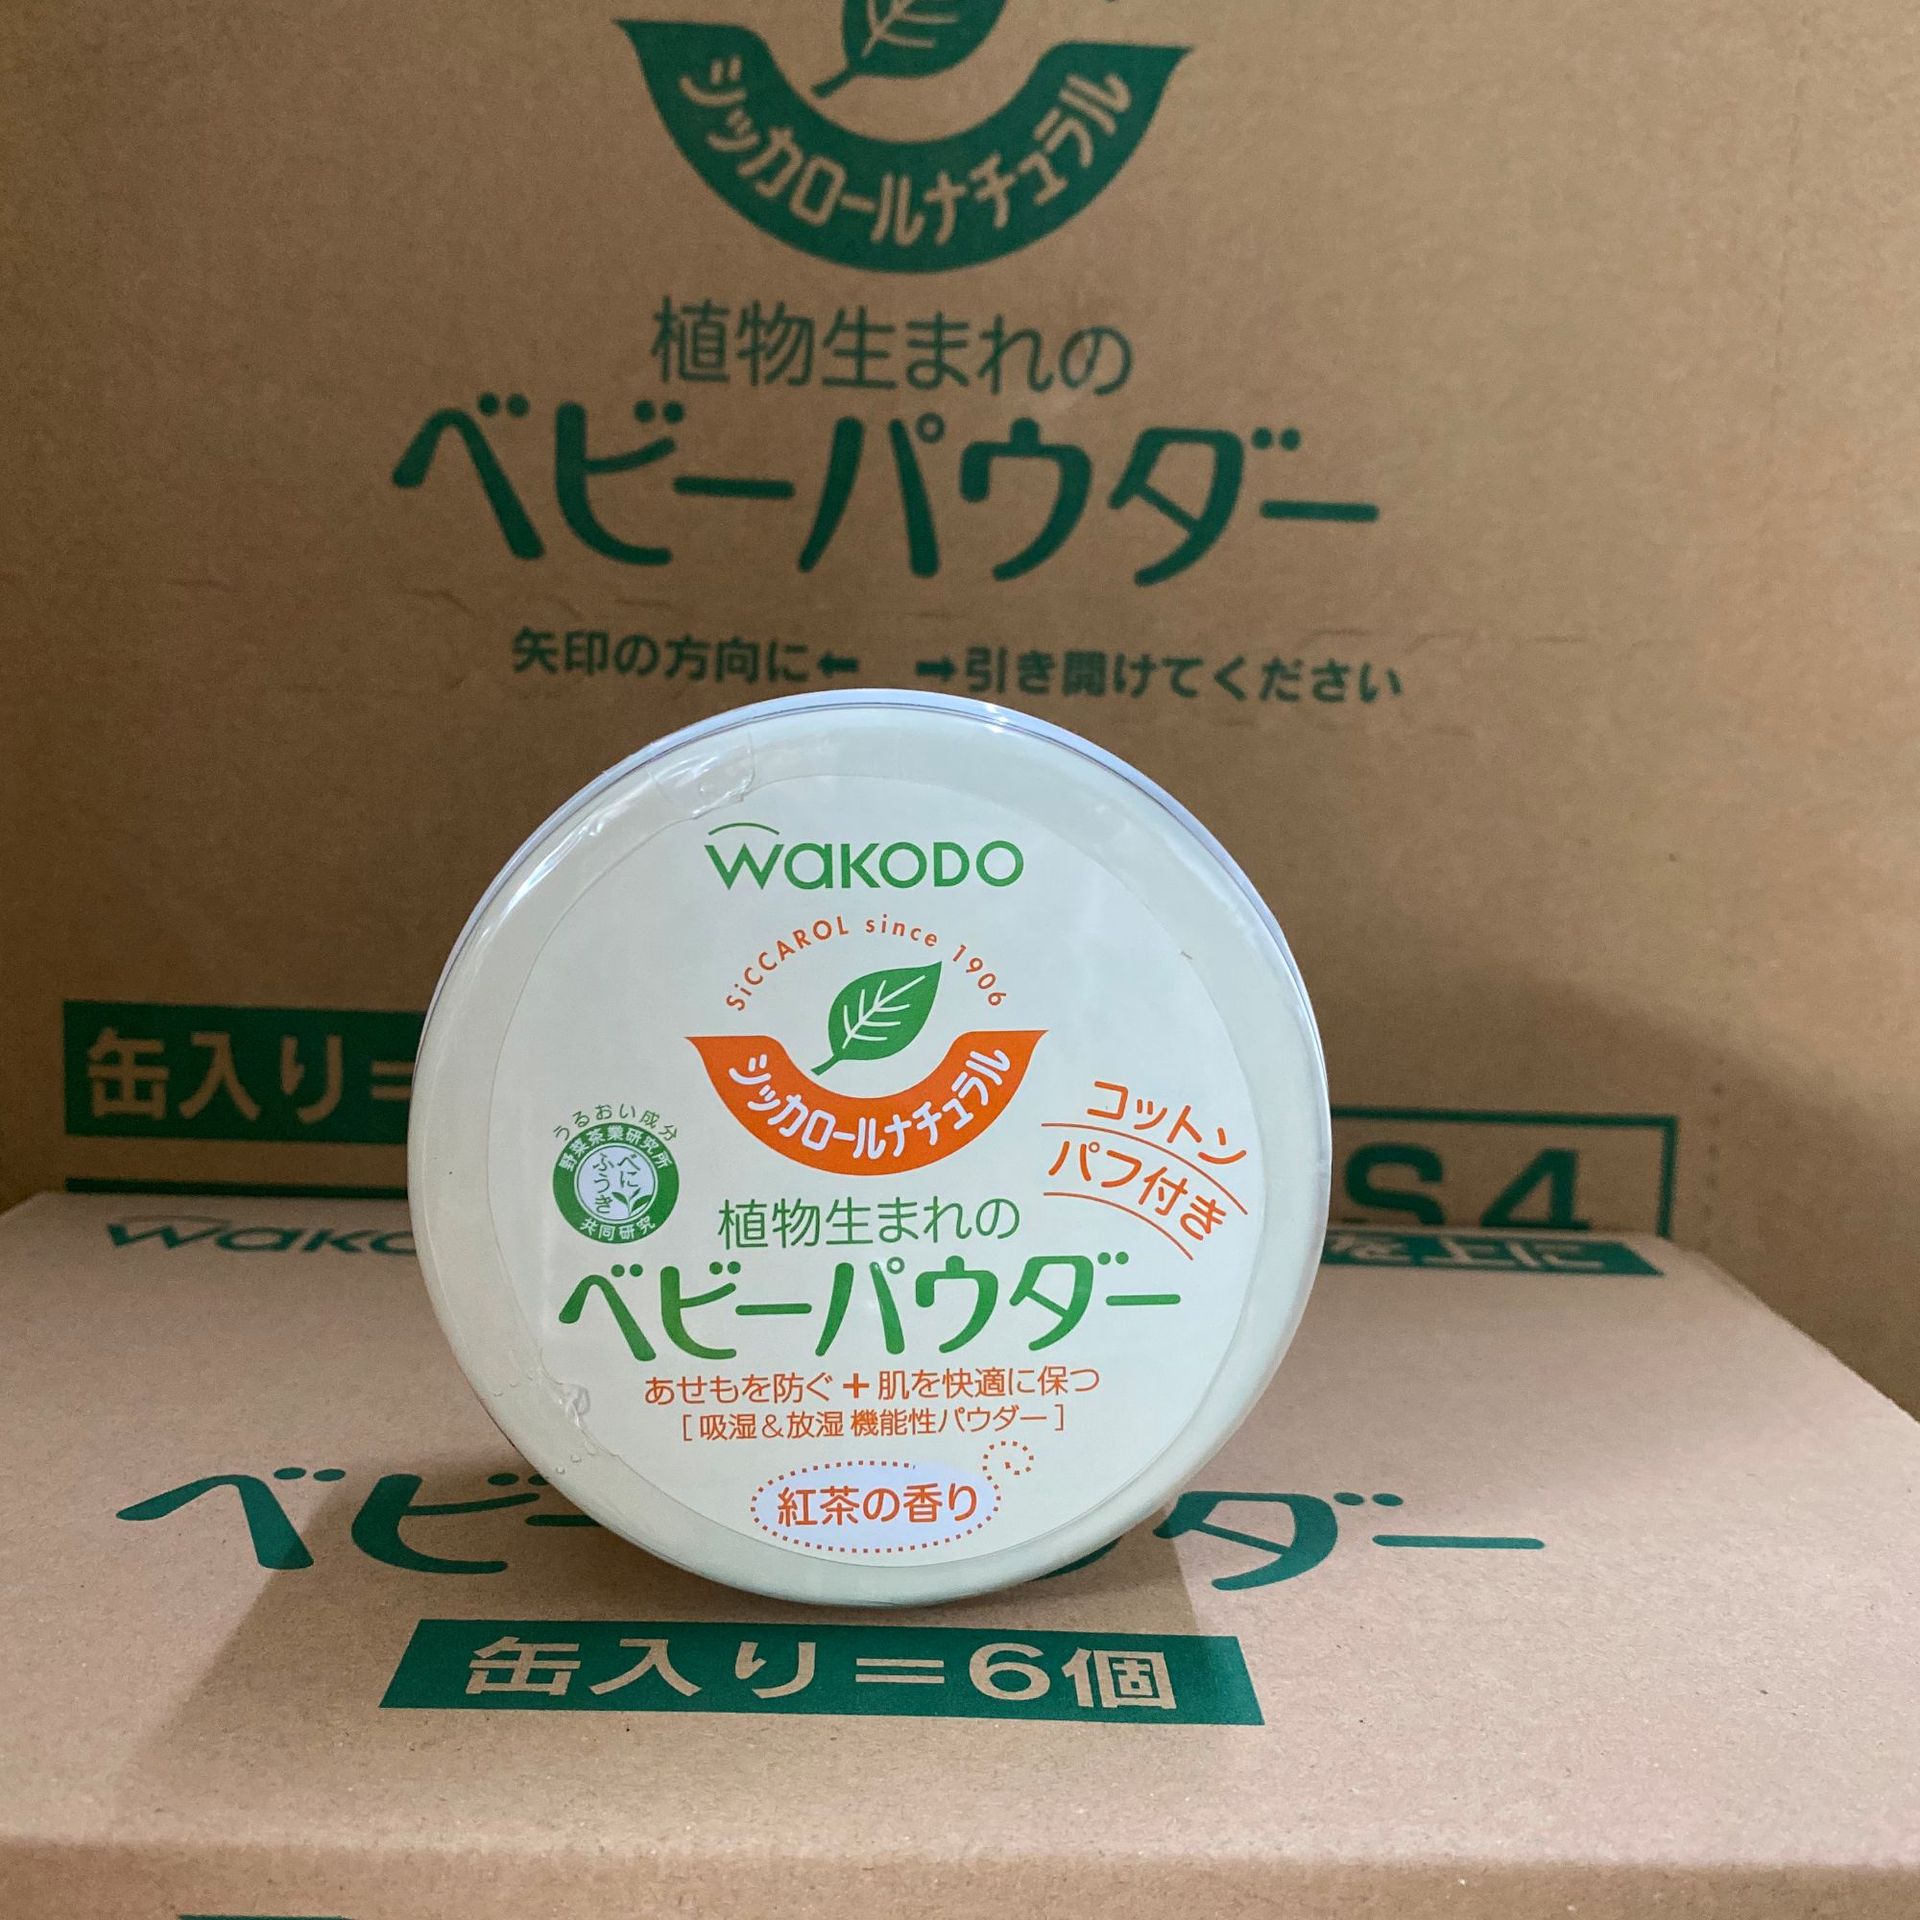 シッカロールナチュラル
植物生まれの
ベビーパウダー
矢印の方向に← →引き開けてください
缶入り=
S4
を上に
WAKODO
SiCCAROL since 1906
シッカロールナチュラル
コットン
パフ付き
うるおい成分
野菜茶業研究所
べに
ふうき
共同研究
植物生まれの
ベビーパウダー
あせもを防ぐ+肌を快適に保つ
[吸湿&放湿 機能性パウダー]
紅茶の香り
缶入り=6個